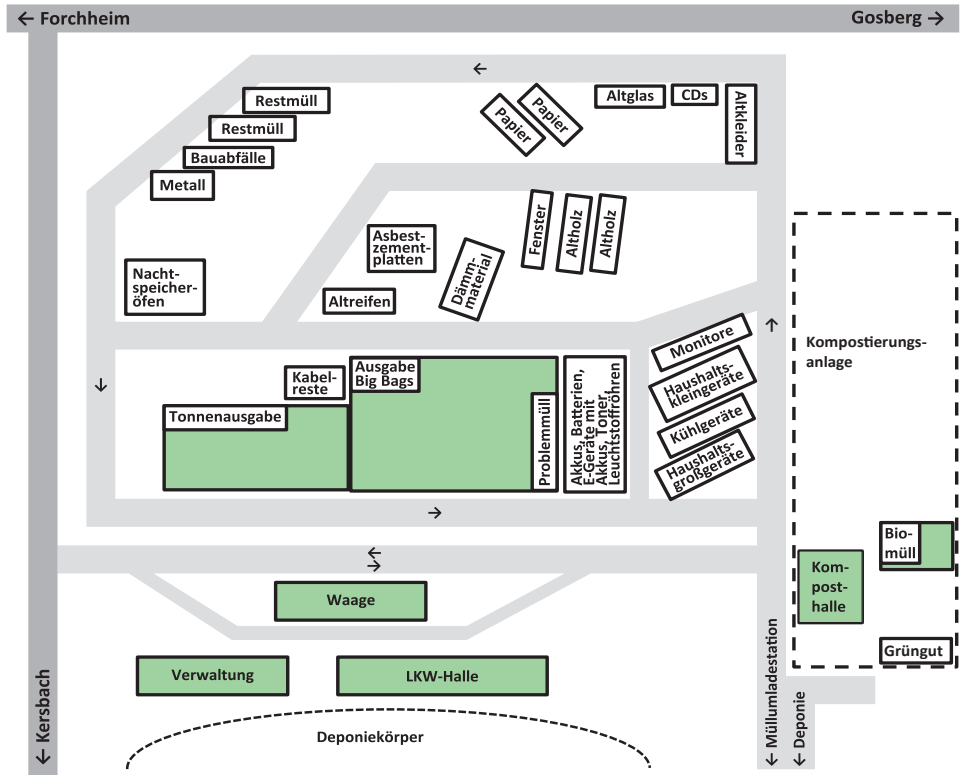 ← Forchheim
Gosberg →
←
Restmüll
Restmüll
Bauabfälle
Metall
Papier
Papier
Altglas
CDs
Altkleider
Fenster
Altholz
Altholz
Asbest-
zement-
platten
Dämm-
material
Altreifen
Nacht-
speicher-
öfen
↑
Kompostierungs-
anlage
Monitore
Haushalts-
kleingeräte
Kühlgeräte
Haushalts-
großgeräte
↓
Kabel-
reste
Ausgabe
Big Bags
Tonnenausgabe
Problemmüll
Akkus, Batterien,
E-Geräte mit
Akkus, Toner,
Leuchtstoffröhren
→
←
→
Bio-
müll
Kom-
post-
halle
Grüngut
Waage
Verwaltung
LKW-Halle
Deponiekörper
← Kersbach
← Müllumladestation
← Deponie